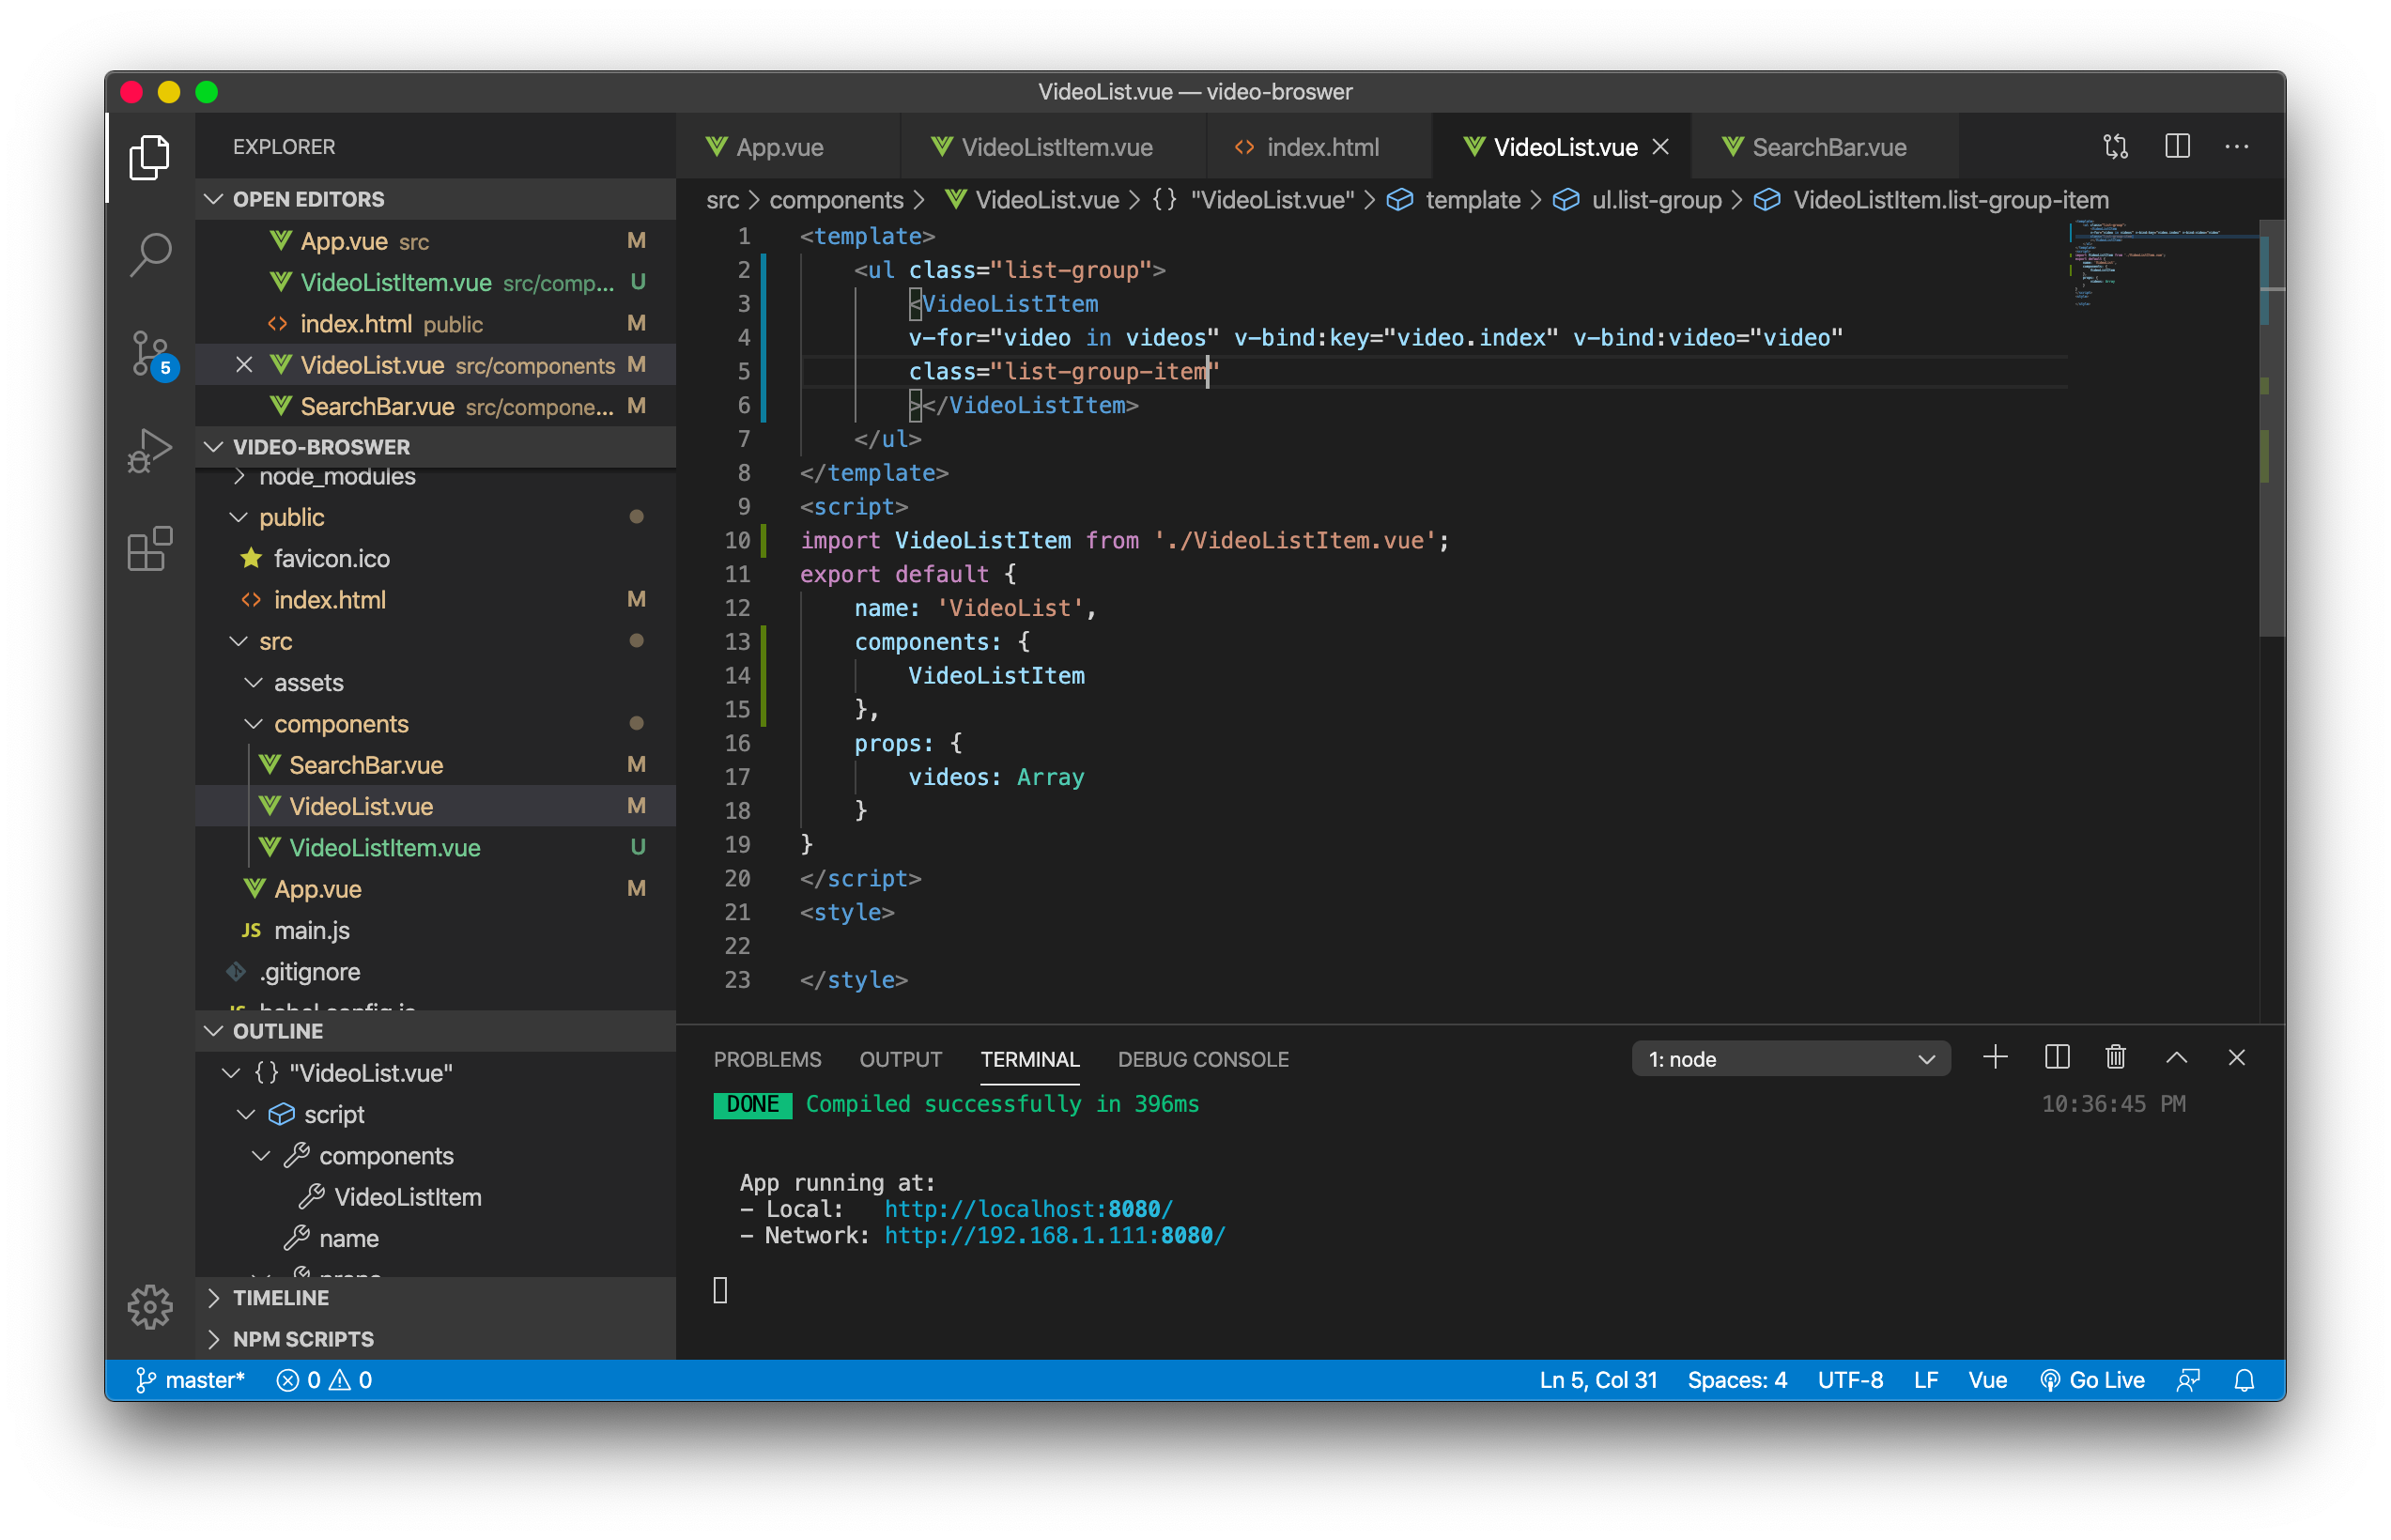 VideoList.vue — video-broswer
EXPLORER
OPEN EDITORS
App.vue src M
VideoListItem.vue src/comp... U
index.html public M
VideoList.vue src/components M
SearchBar.vue src/compone... M
VIDEO-BROSWER
node_modules
public
favicon.ico
index.html M
src
assets
components
SearchBar.vue M
VideoList.vue M
VideoListItem.vue U
App.vue M
JS main.js
.gitignore
JS babel.config.js
OUTLINE
{} "VideoList.vue"
script
components
VideoListItem
name
props
TIMELINE
NPM SCRIPTS
5
App.vue VideoListItem.vue index.html VideoList.vue SearchBar.vue
src > components > VideoList.vue > {} "VideoList.vue" > template > ul.list-group > VideoListItem.list-group-item
1 <template>
2 <ul class="list-group">
3 <VideoListItem
4 v-for="video in videos" v-bind:key="video.index" v-bind:video="video"
5 class="list-group-item"
6 ></VideoListItem>
7 </ul>
8 </template>
9 <script>
10 import VideoListItem from './VideoListItem.vue';
11 export default {
12 name: 'VideoList',
13 components: {
14 VideoListItem
15 },
16 props: {
17 videos: Array
18 }
19 }
20 </script>
21 <style>
22
23 </style>
PROBLEMS OUTPUT TERMINAL DEBUG CONSOLE 1: node
DONE Compiled successfully in 396ms 10:36:45 PM
App running at:
- Local: http://localhost:8080/
- Network: http://192.168.1.111:8080/
master* 0 0 Ln 5, Col 31 Spaces: 4 UTF-8 LF Vue Go Live